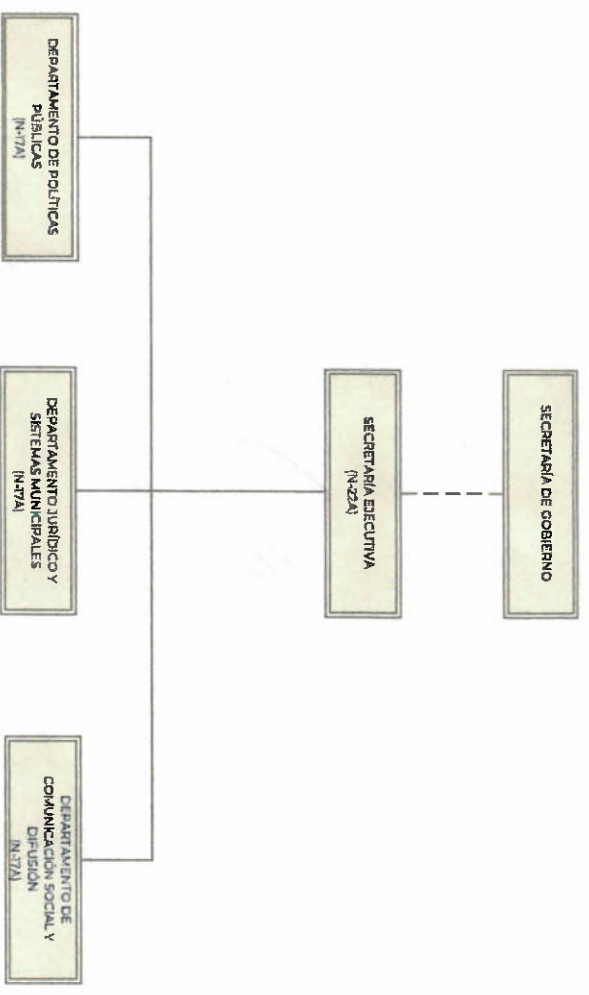 SECRETARÍA DE GOBIERNO
SECRETARÍA EJECUTIVA
(N-22A)
DEPARTAMENTO DE POLÍTICAS
PÚBLICAS
(N-17A)
DEPARTAMENTO JURÍDICO Y
SISTEMAS MUNICIPALES
(N-17A)
DEPARTAMENTO DE
COMUNICACIÓN SOCIAL Y
DIFUSIÓN
(N-17A)